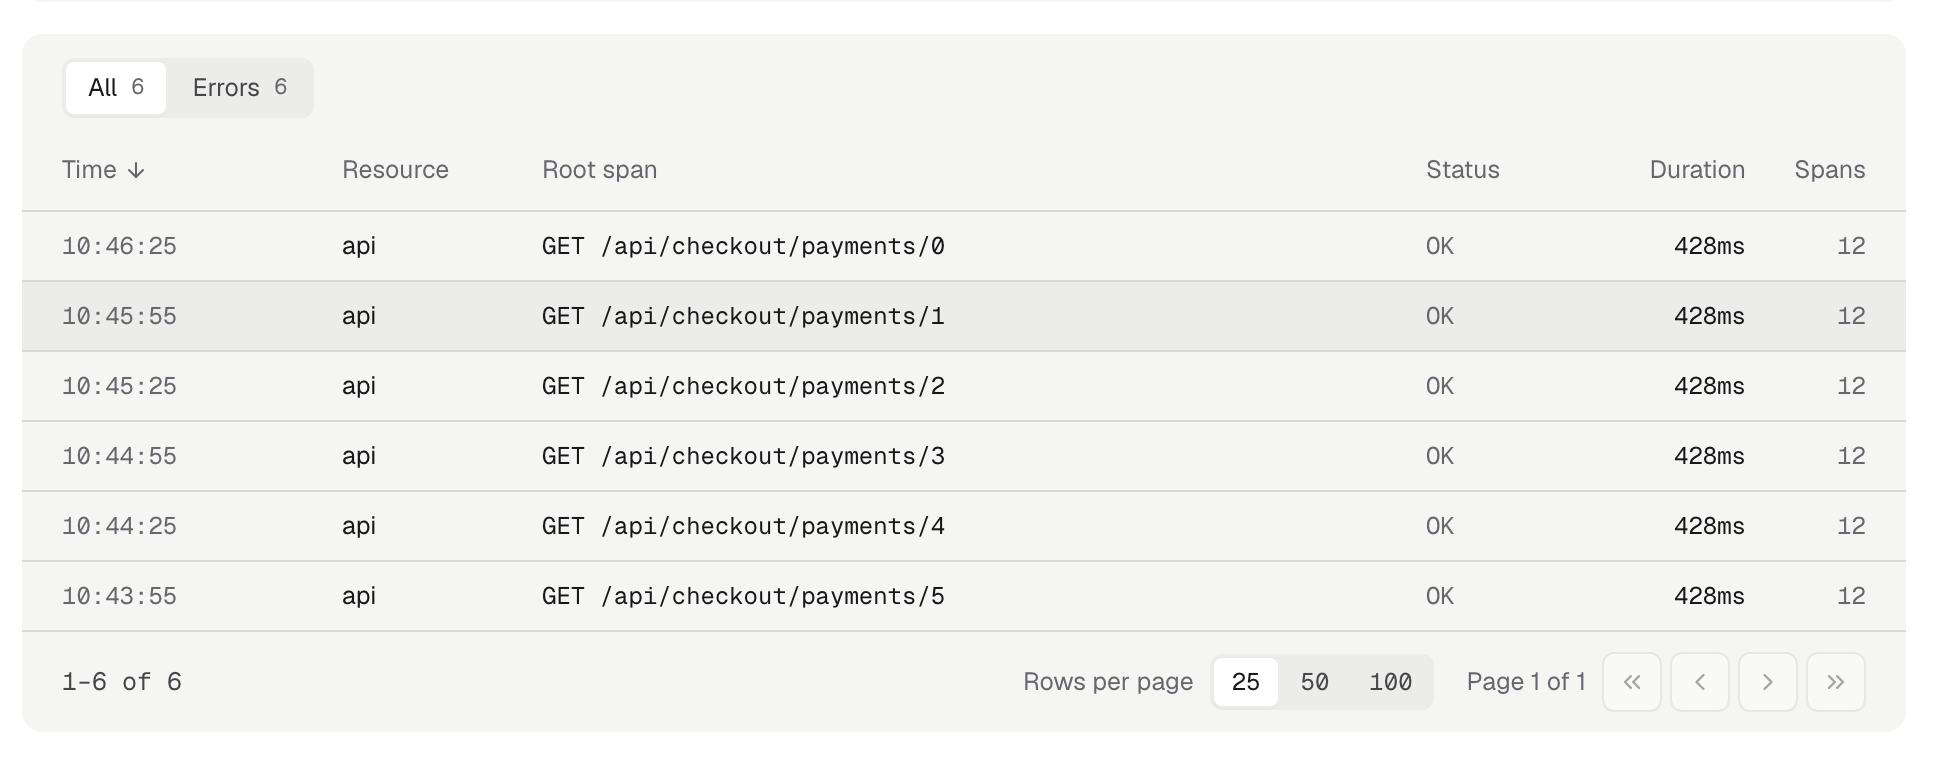 All 6 Errors 6
Time ↓ Resource Root span Status Duration Spans
10:46:25 api GET /api/checkout/payments/0 OK 428ms 12
10:45:55 api GET /api/checkout/payments/1 OK 428ms 12
10:45:25 api GET /api/checkout/payments/2 OK 428ms 12
10:44:55 api GET /api/checkout/payments/3 OK 428ms 12
10:44:25 api GET /api/checkout/payments/4 OK 428ms 12
10:43:55 api GET /api/checkout/payments/5 OK 428ms 12
1-6 of 6 Rows per page 25 50 100 Page 1 of 1 « ‹ › »